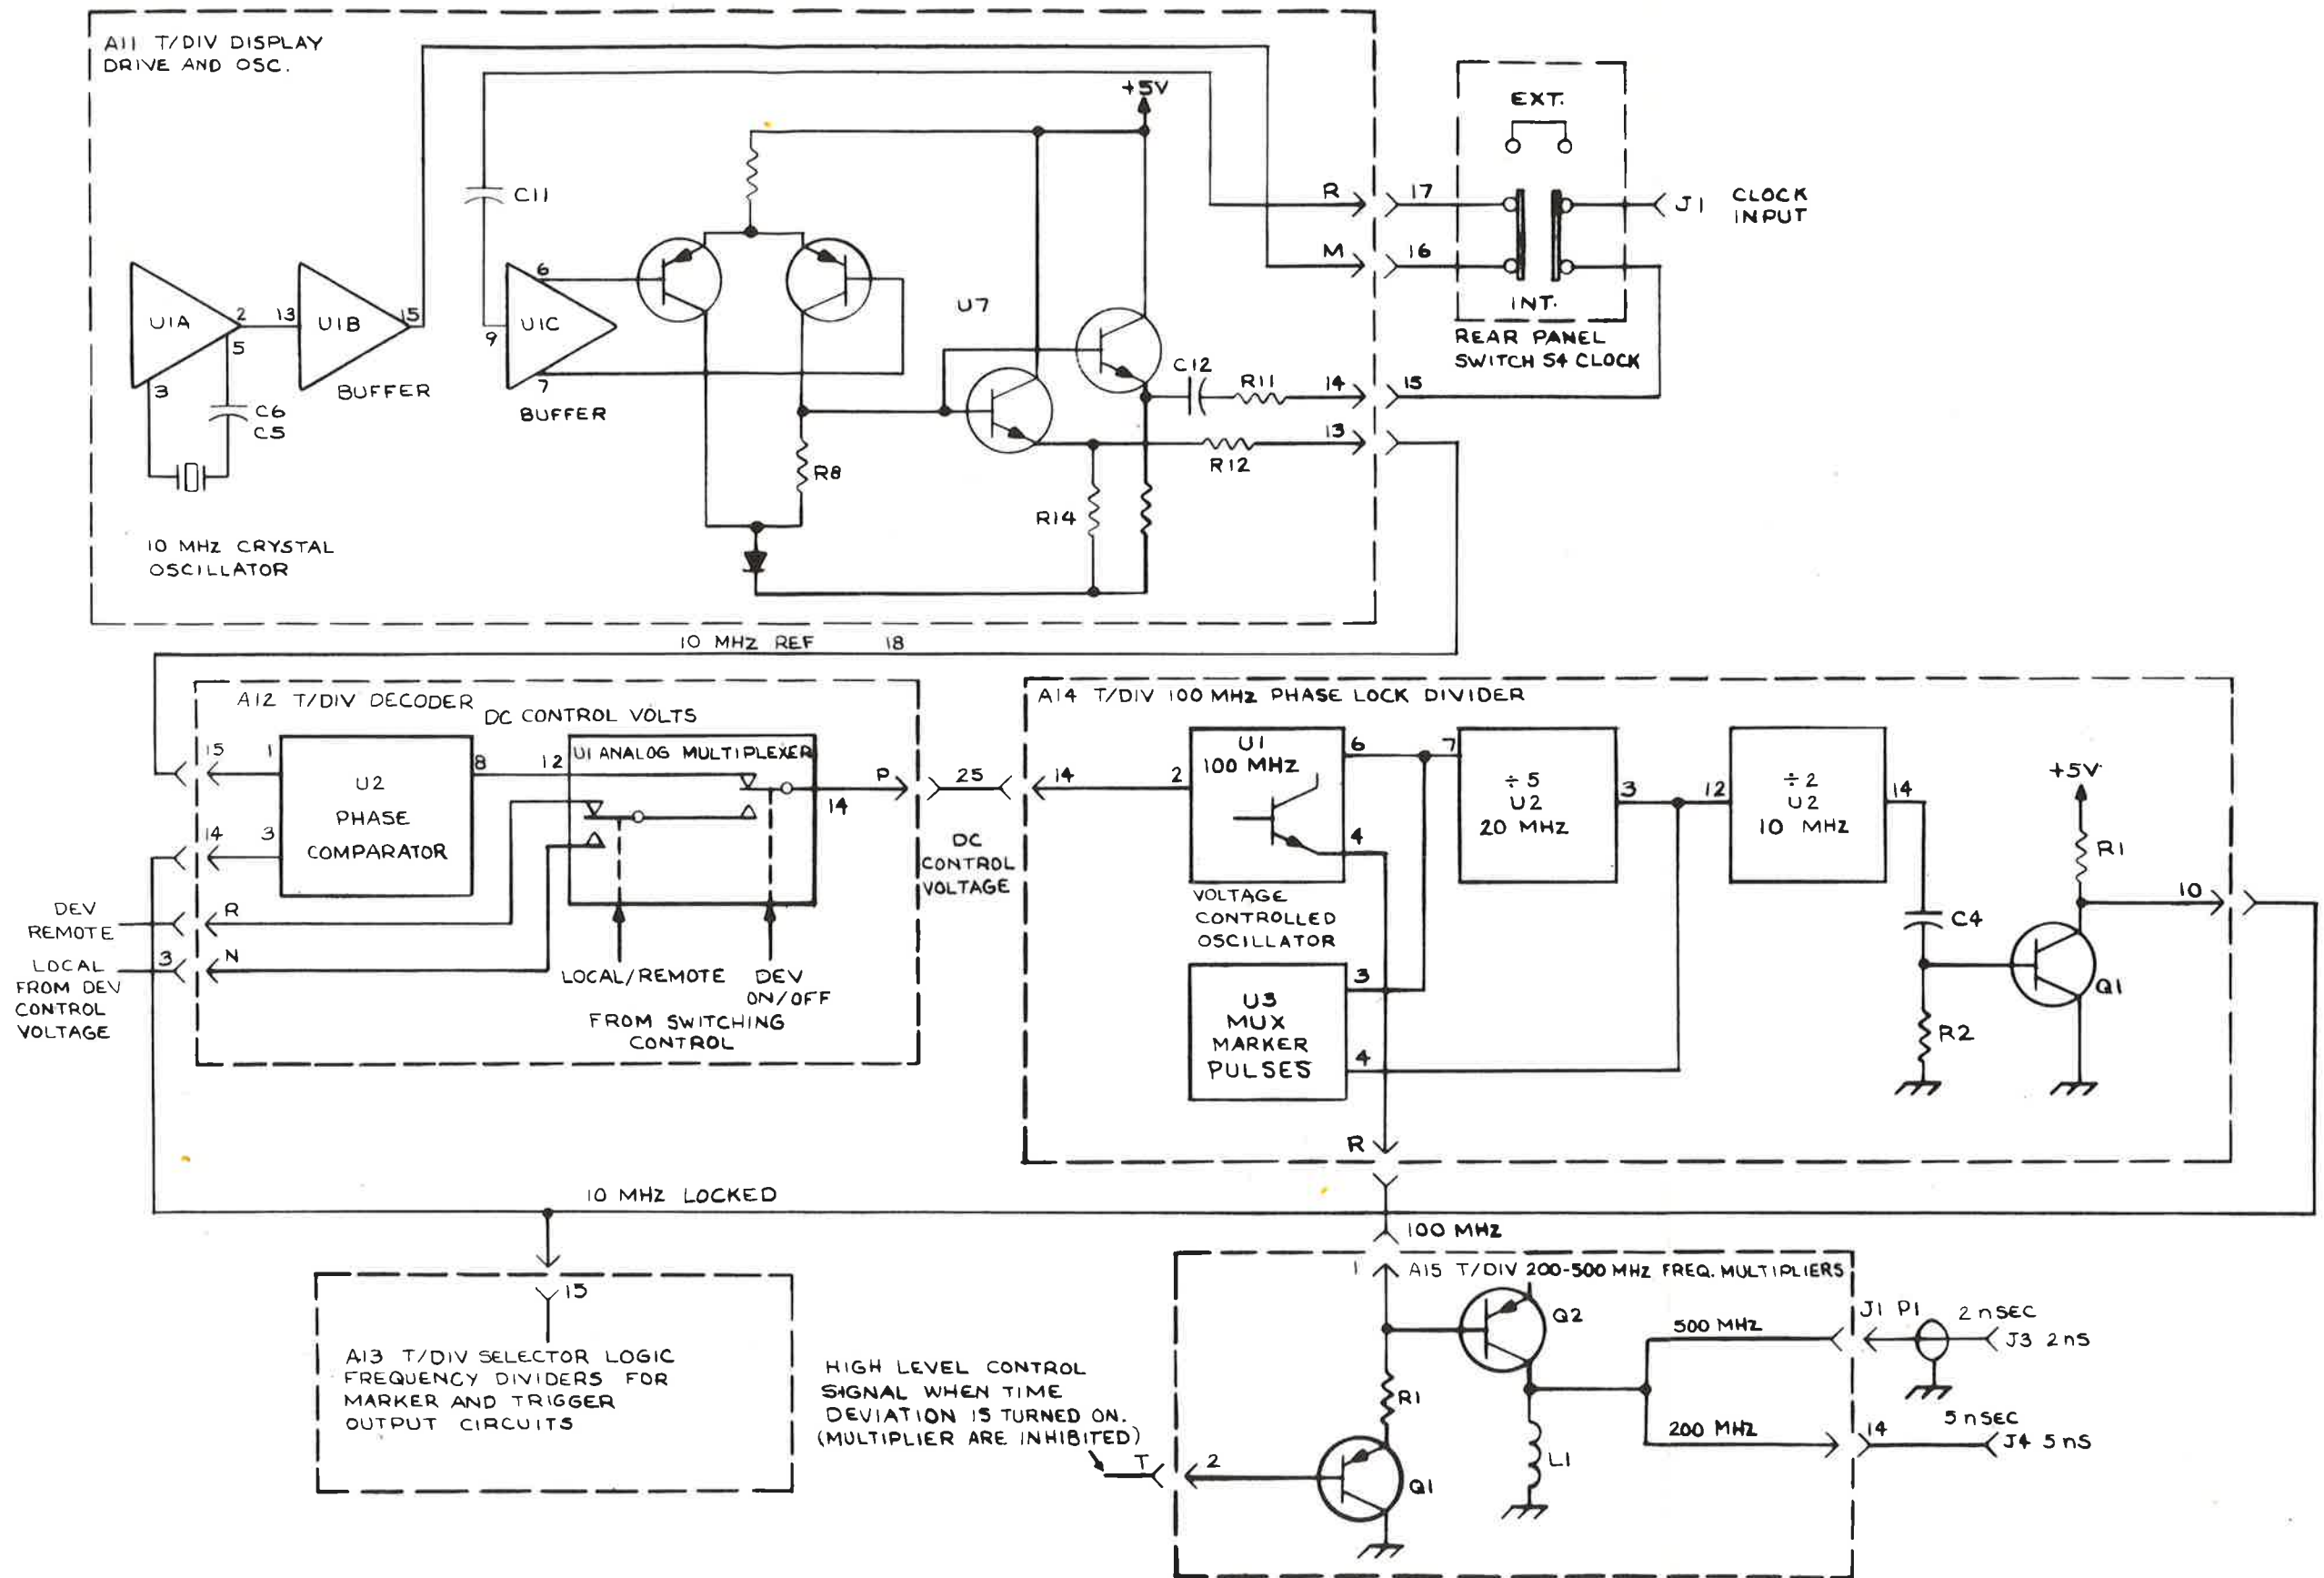 A11 T/DIV DISPLAY
DRIVE AND OSC.
+5V
EXT.
C11
R
17
J1
CLOCK
INPUT
M
16
INT.
REAR PANEL
SWITCH S4 CLOCK
U1A
2
5
3
13
U1B
15
BUFFER
C6
C5
9
U1C
6
7
BUFFER
U7
C12
R11
14
15
13
R12
R8
R14
10 MHZ CRYSTAL
OSCILLATOR
10 MHZ REF
18
A12 T/DIV DECODER
DC CONTROL VOLTS
15
1
U2
PHASE
COMPARATOR
8
12
U1 ANALOG MULTIPLEXER
14
3
P
14
25
DC
CONTROL
VOLTAGE
DEV
REMOTE
R
3
N
LOCAL
FROM DEV
CONTROL
VOLTAGE
LOCAL/REMOTE
DEV
ON/OFF
FROM SWITCHING
CONTROL
A14 T/DIV 100 MHZ PHASE LOCK DIVIDER
14
2
U1
100 MHZ
6
4
VOLTAGE
CONTROLLED
OSCILLATOR
7
÷5
U2
20 MHZ
3
12
÷2
U2
10 MHZ
14
+5V
R1
10
C4
Q1
R2
U3
MUX
MARKER
PULSES
3
4
R
10 MHZ LOCKED
100 MHZ
15
A13 T/DIV SELECTOR LOGIC
FREQUENCY DIVIDERS FOR
MARKER AND TRIGGER
OUTPUT CIRCUITS
HIGH LEVEL CONTROL
SIGNAL WHEN TIME
DEVIATION IS TURNED ON.
(MULTIPLIER ARE INHIBITED)
T
2
1
A15 T/DIV 200-500 MHZ FREQ. MULTIPLIERS
Q2
R1
Q1
L1
500 MHZ
J1 P1
2 nSEC
J3 2nS
200 MHZ
14
5 nSEC
J4 5nS